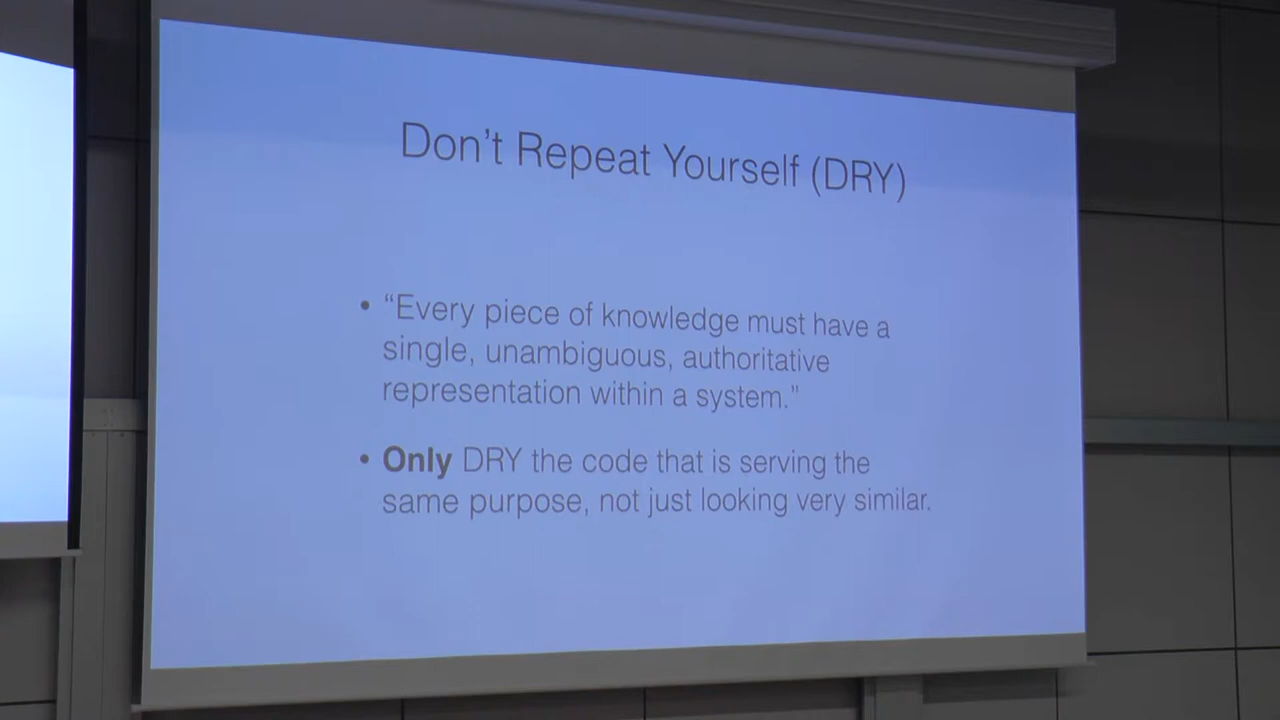 Don’t Repeat Yourself (DRY)
• “Every piece of knowledge must have a
single, unambiguous, authoritative
representation within a system.”
• Only DRY the code that is serving the
same purpose, not just looking very similar.